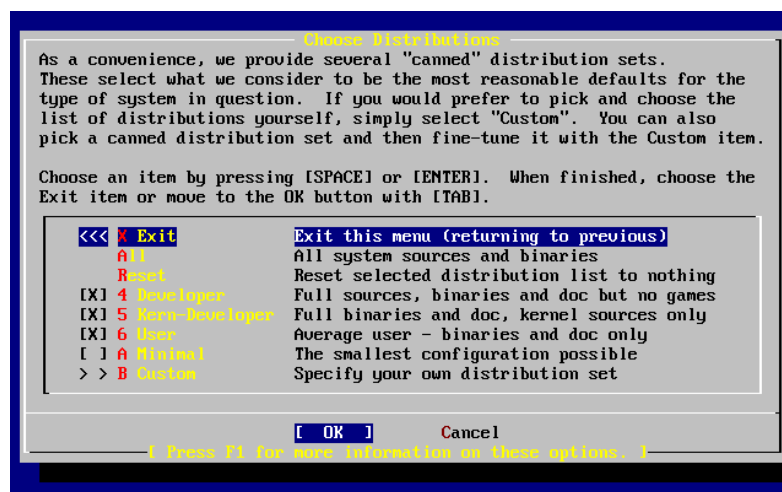 Choose Distributions
As a convenience, we provide several "canned" distribution sets.
These select what we consider to be the most reasonable defaults for the
type of system in question.  If you would prefer to pick and choose the
list of distributions yourself, simply select "Custom".  You can also
pick a canned distribution set and then fine-tune it with the Custom item.
Choose an item by pressing [SPACE] or [ENTER].  When finished, choose the
Exit item or move to the OK button with [TAB].
<<< X Exit Exit this menu (returning to previous)
All All system sources and binaries
Reset Reset selected distribution list to nothing
[X] 4 Developer Full sources, binaries and doc but no games
[X] 5 Kern-Developer Full binaries and doc, kernel sources only
[X] 6 User Average user - binaries and doc only
[ ] A Minimal The smallest configuration possible
> > B Custom Specify your own distribution set
[ OK ] Cancel
[ Press F1 for more information on these options. ]